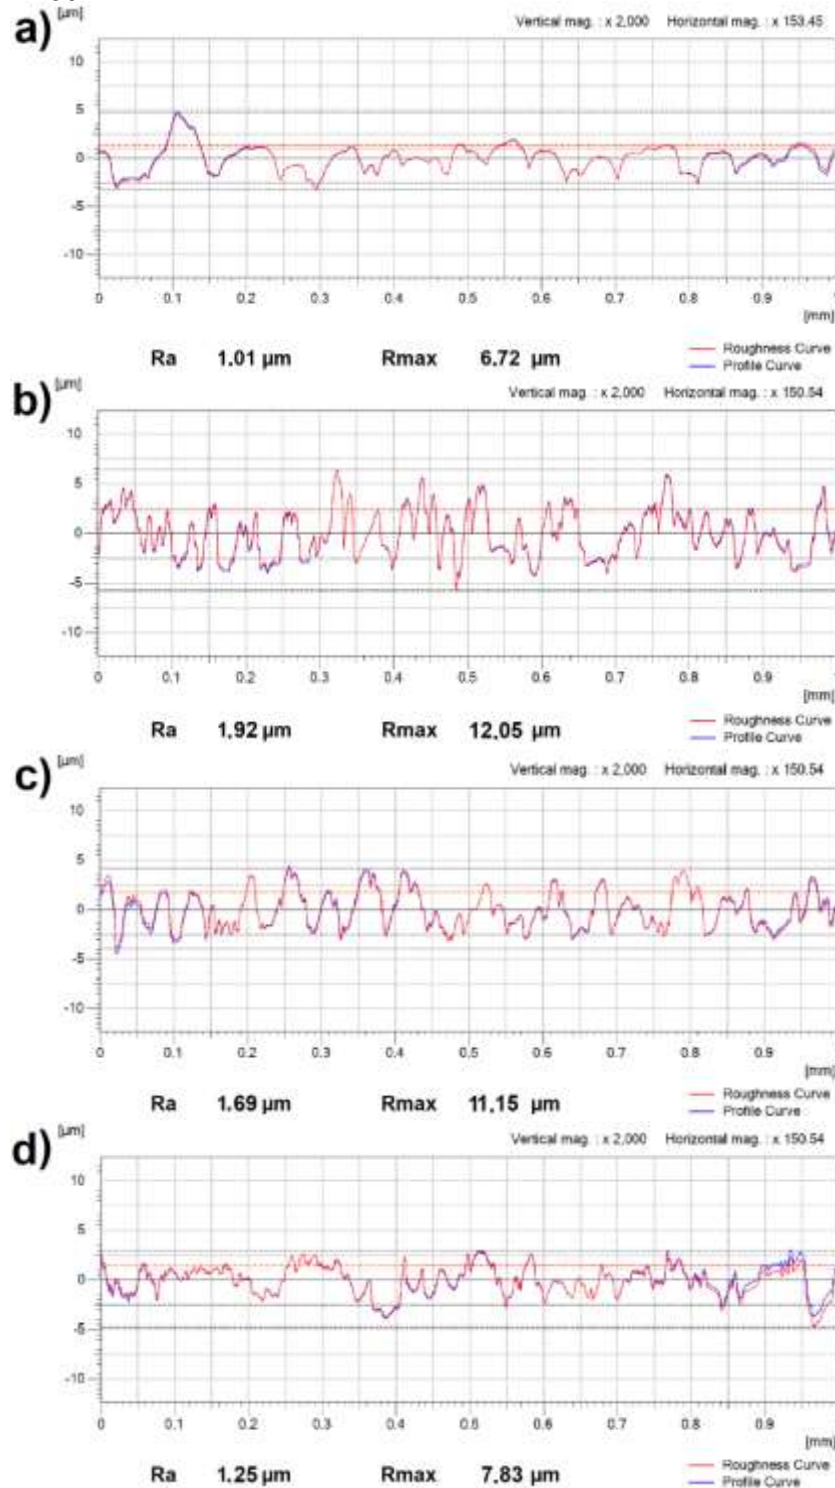 a) [µm] Vertical mag. : x 2,000 Horizontal mag. : x 153.45
10
5
0
-5
-10
0 0.1 0.2 0.3 0.4 0.5 0.6 0.7 0.8 0.9 1
[mm]
Ra 1.01 µm Rmax 6.72 µm
Roughness Curve
Profile Curve
b) [µm] Vertical mag. : x 2,000 Horizontal mag. : x 150.54
10
5
0
-5
-10
0 0.1 0.2 0.3 0.4 0.5 0.6 0.7 0.8 0.9
[mm]
Ra 1.92 µm Rmax 12.05 µm
Roughness Curve
Profile Curve
c) [µm] Vertical mag. : x 2,000 Horizontal mag. : x 150.54
10
5
0
-5
-10
0 0.1 0.2 0.3 0.4 0.5 0.6 0.7 0.8 0.9
[mm]
Ra 1.69 µm Rmax 11.15 µm
Roughness Curve
Profile Curve
d) [µm] Vertical mag. : x 2,000 Horizontal mag. : x 150.54
10
5
0
-5
-10
0 0.1 0.2 0.3 0.4 0.5 0.6 0.7 0.8 0.9
[mm]
Ra 1.25 µm Rmax 7.83 µm
Roughness Curve
Profile Curve